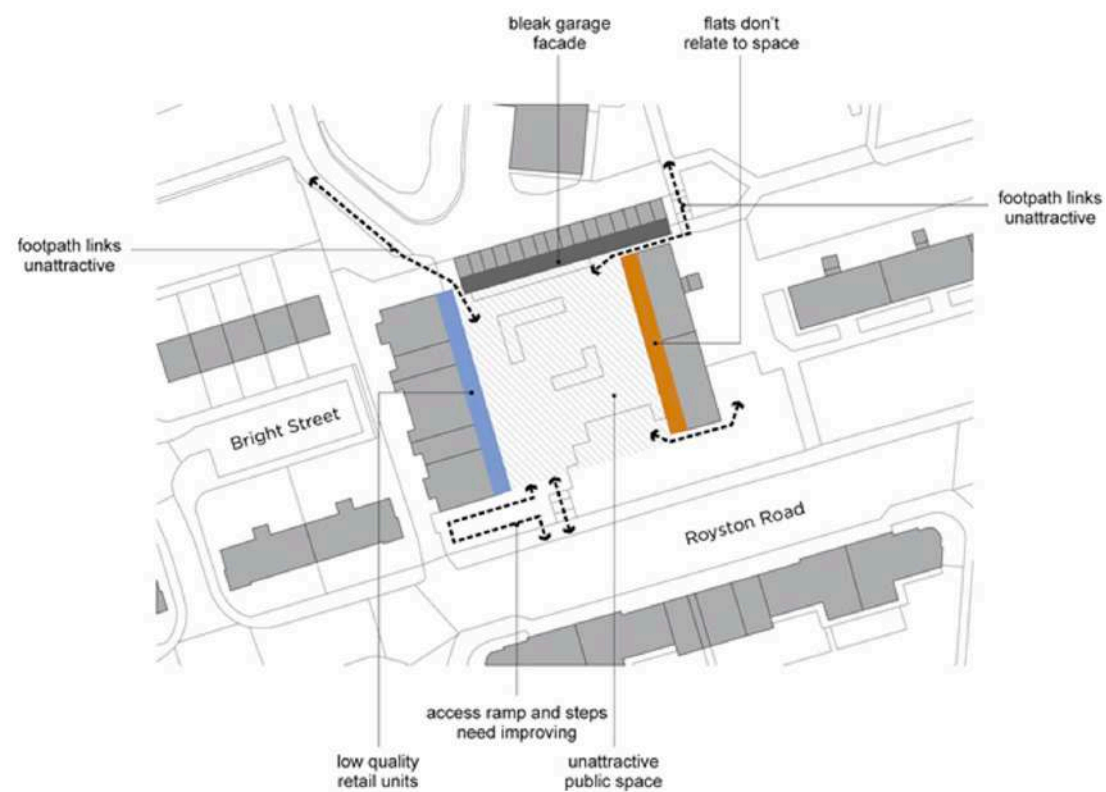 bleak garage
facade
flats don't
relate to space
footpath links
unattractive
footpath links
unattractive
Bright Street
Royston Road
access ramp and steps
need improving
low quality
retail units
unattractive
public space